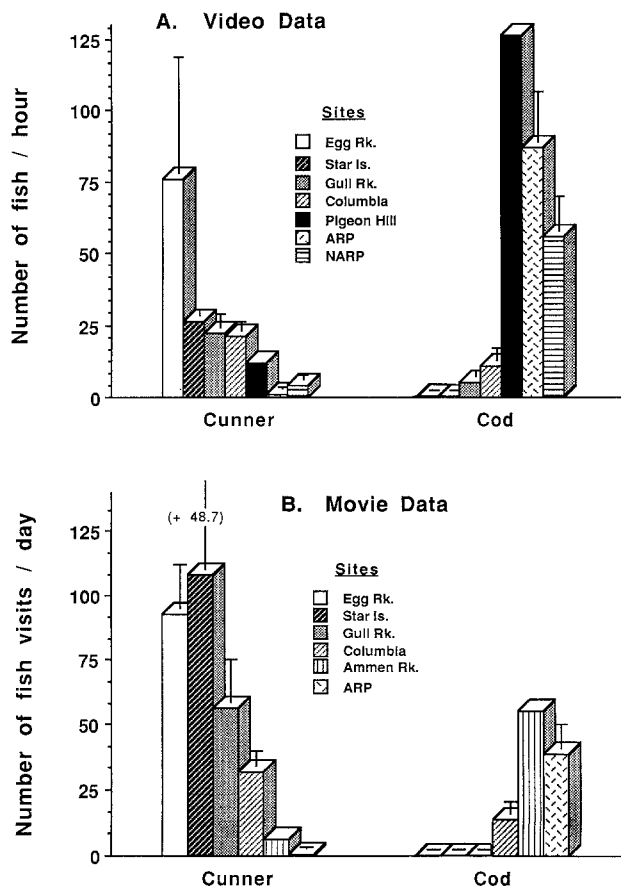 A. Video Data
Number of fish / hour
125
100
75
50
25
0
Sites
Egg Rk.
Star Is.
Gull Rk.
Columbia
Pigeon Hill
ARP
NARP
Cunner
Cod
B. Movie Data
Number of fish visits / day
(+ 48.7)
125
100
75
50
25
0
Sites
Egg Rk.
Star Is.
Gull Rk.
Columbia
Ammen Rk.
ARP
Cunner
Cod